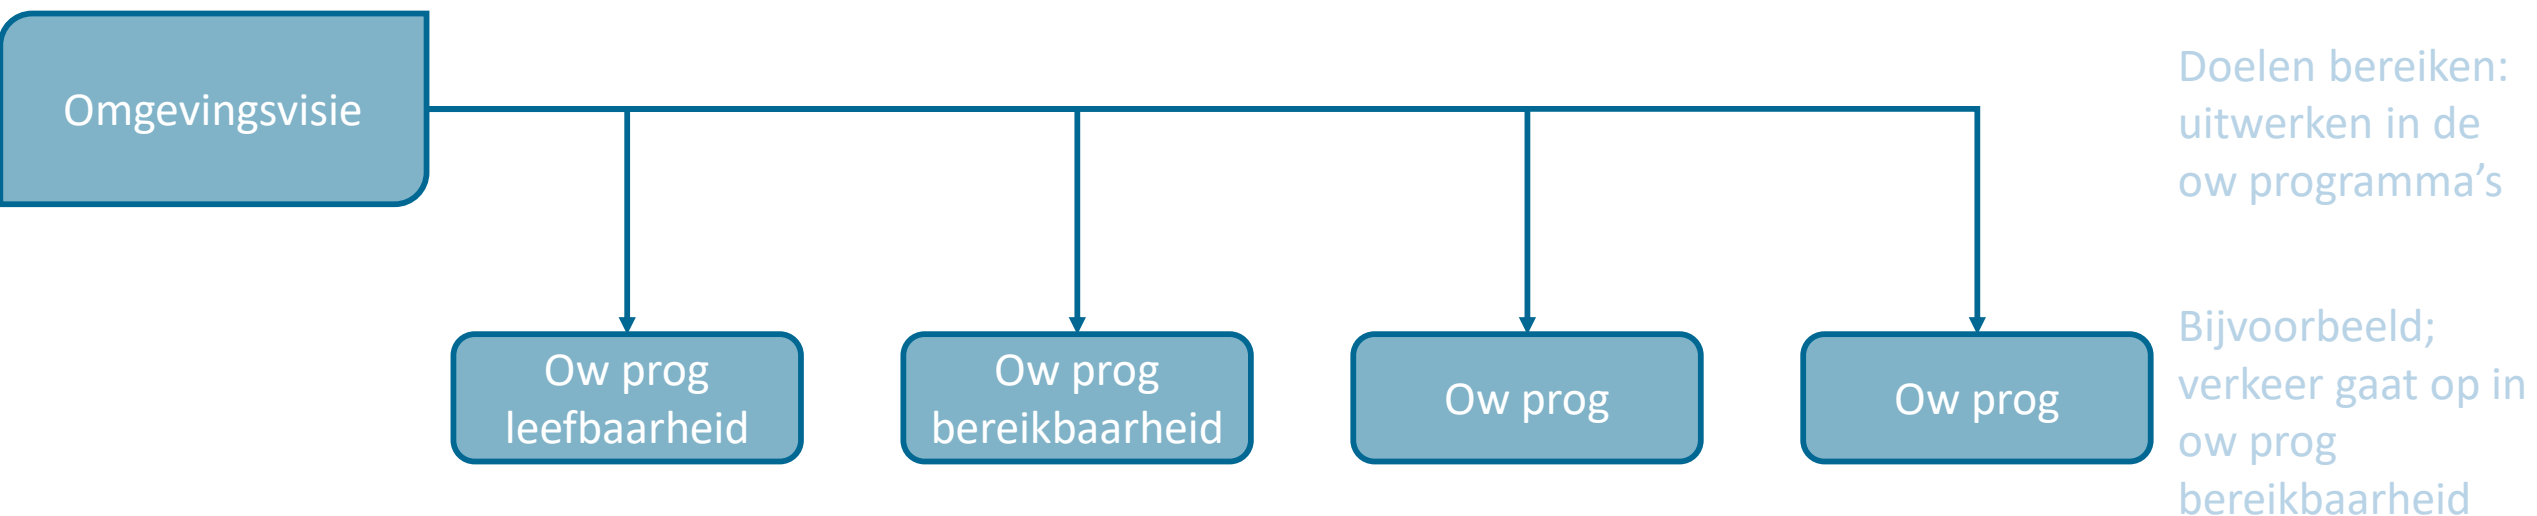 Omgevingsvisie
Doelen bereiken:
uitwerken in de
ow programma’s
Ow prog
leefbaarheid
Ow prog
bereikbaarheid
Ow prog
Ow prog
Bijvoorbeeld;
verkeer gaat op in
ow prog
bereikbaarheid